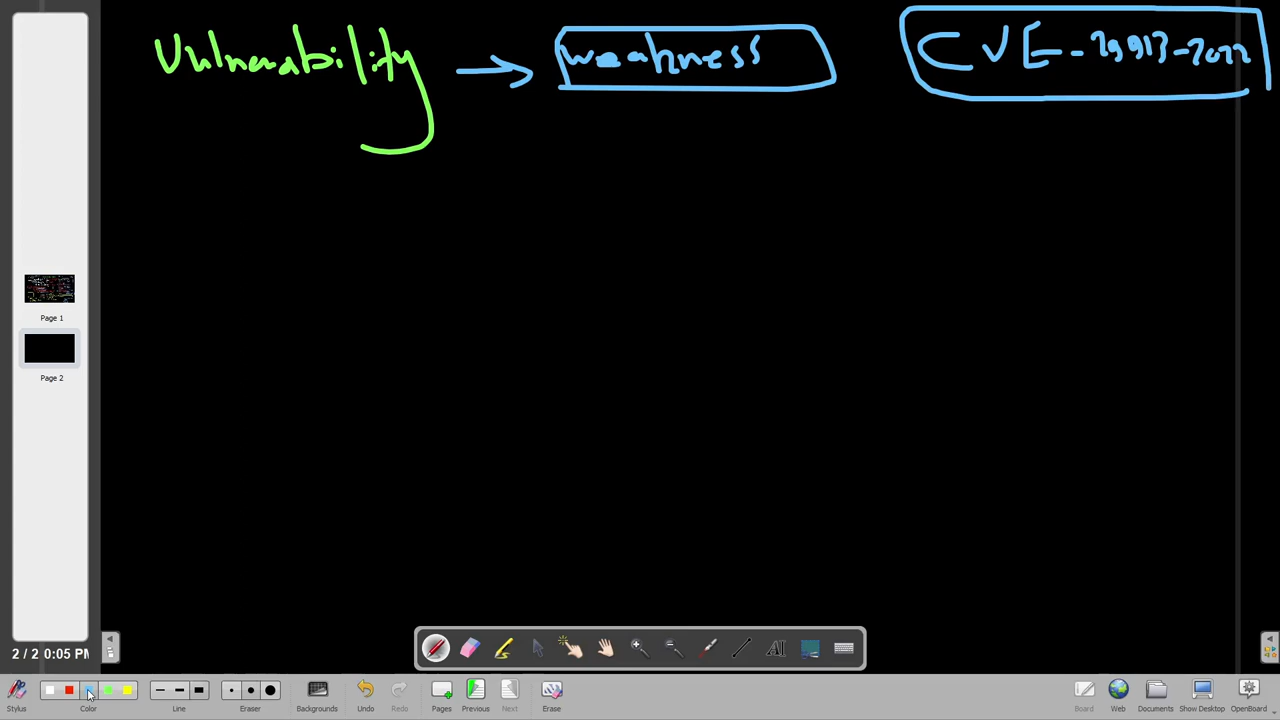 Vulnerability → weakness CVE-29913-2022
Page 1
Page 2
2 / 2 0:05 PM
Stylus Color Line Eraser Backgrounds Undo Redo Pages Previous Next Erase Board Web Documents Show Desktop OpenBoard